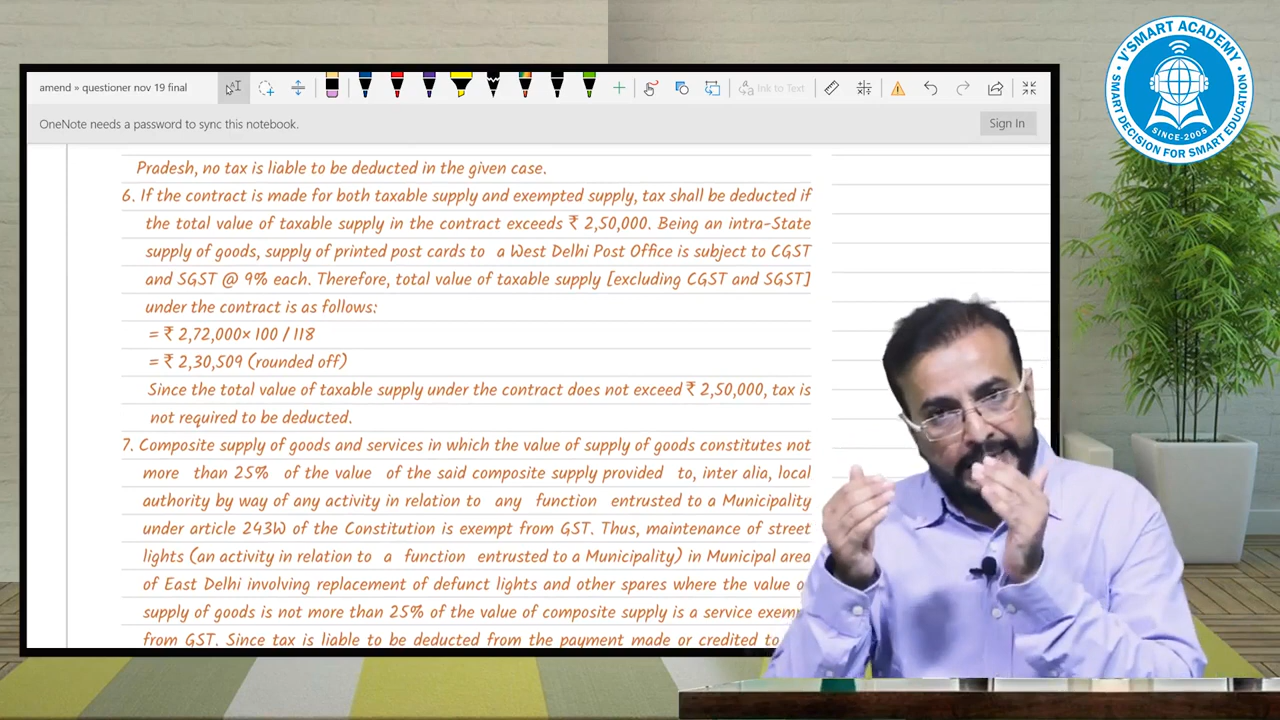 amend » questioner nov 19 final
Ink to Text
OneNote needs a password to sync this notebook.
Sign In
V'SMART ACADEMY
SINCE-2005
SMART DECISION FOR SMART EDUCATION
Pradesh, no tax is liable to be deducted in the given case.
6. If the contract is made for both taxable supply and exempted supply, tax shall be deducted if
the total value of taxable supply in the contract exceeds ₹ 2,50,000. Being an intra-State
supply of goods, supply of printed post cards to a West Delhi Post Office is subject to CGST
and SGST @ 9% each. Therefore, total value of taxable supply [excluding CGST and SGST]
under the contract is as follows:
= ₹ 2,72,000× 100 / 118
= ₹ 2,30,509 (rounded off)
Since the total value of taxable supply under the contract does not exceed ₹ 2,50,000, tax is
not required to be deducted.
7. Composite supply of goods and services in which the value of supply of goods constitutes not
more than 25% of the value of the said composite supply provided to, inter alia, local
authority by way of any activity in relation to any function entrusted to a Municipality
under article 243W of the Constitution is exempt from GST. Thus, maintenance of street
lights (an activity in relation to a function entrusted to a Municipality) in Municipal area
of East Delhi involving replacement of defunct lights and other spares where the value
supply of goods is not more than 25% of the value of composite supply is a service
from GST. Since tax is liable to be deducted from the payment made or credited to